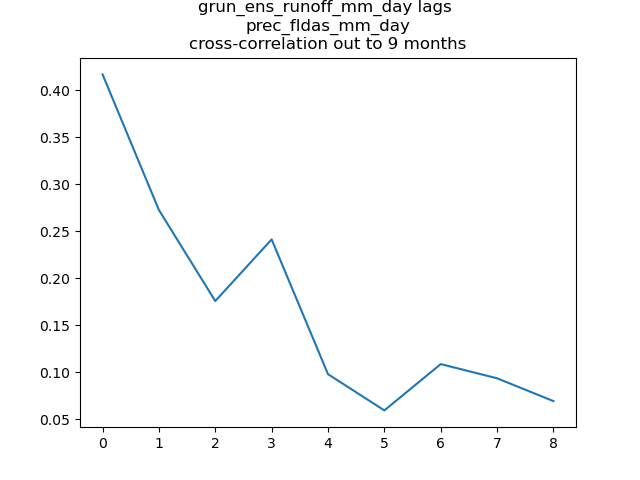 grun_ens_runoff_mm_day lags
prec_fldas_mm_day
cross-correlation out to 9 months
0.40
0.35
0.30
0.25
0.20
0.15
0.10
0.05
0 1 2 3 4 5 6 7 8